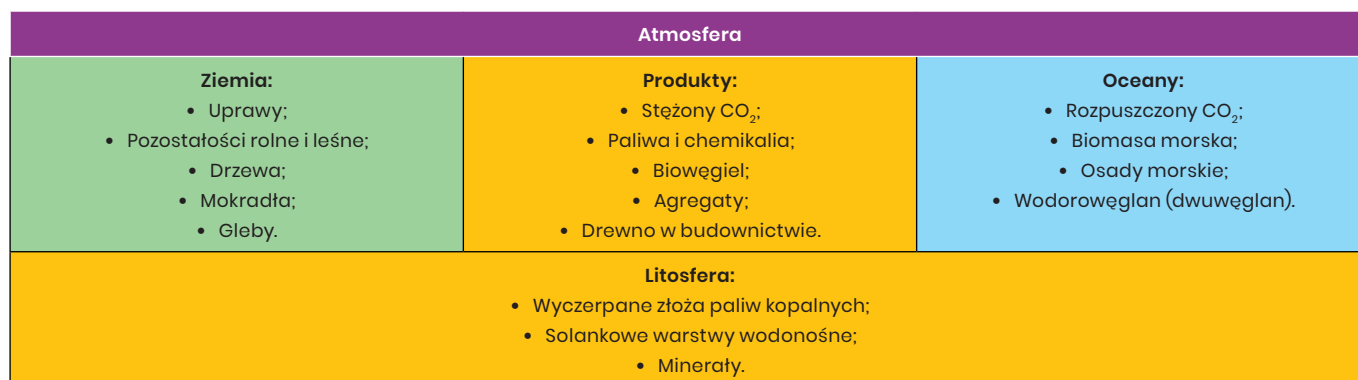 Atmosfera
Ziemia:
• Uprawy;
• Pozostałości rolne i leśne;
• Drzewa;
• Mokradła;
• Gleby.
Produkty:
• Stężony CO₂;
• Paliwa i chemikalia;
• Biowęgiel;
• Agregaty;
• Drewno w budownictwie.
Oceany:
• Rozpuszczony CO₂;
• Biomasa morska;
• Osady morskie;
• Wodorowęglan (dwuwęglan).
Litosfera:
• Wyczerpane złoża paliw kopalnych;
• Solankowe warstwy wodonośne;
• Minerały.